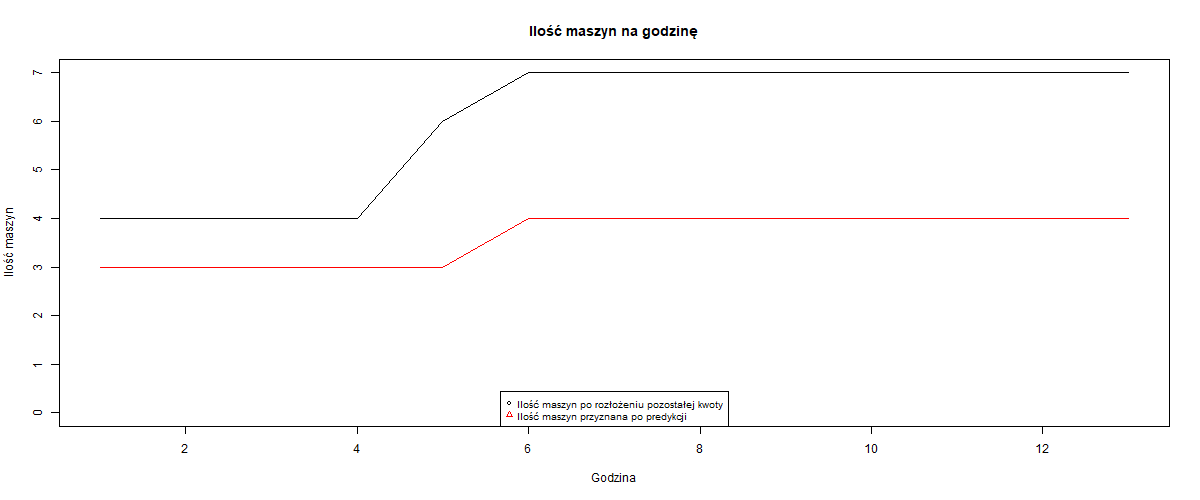 Ilość maszyn na godzinę
7
6
5
4
3
2
1
0
Ilość maszyn
Ilość maszyn po rozłożeniu pozostałej kwoty
Ilość maszyn przyznana po predykcji
2 4 6 8 10 12
Godzina